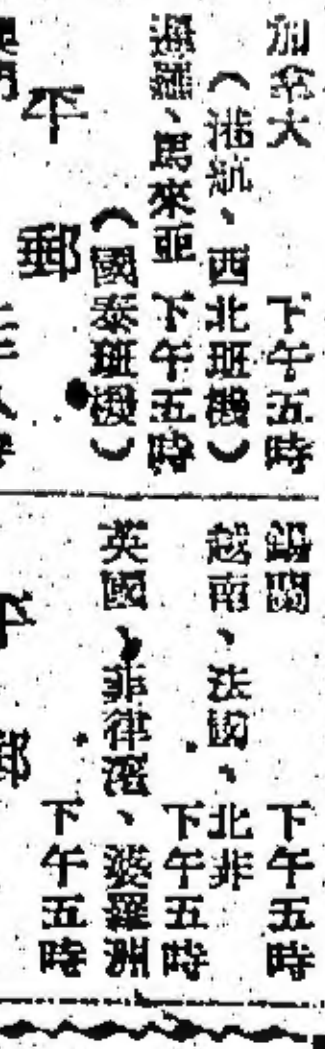 加拿大 下午五時
（港航、西北班機）
暹羅、馬來亞 下午五時
（國泰班機）
平郵
錫蘭 下午五時
越南、法國、北非
下午五時
英國、菲律濱、婆羅洲
下午五時
平郵